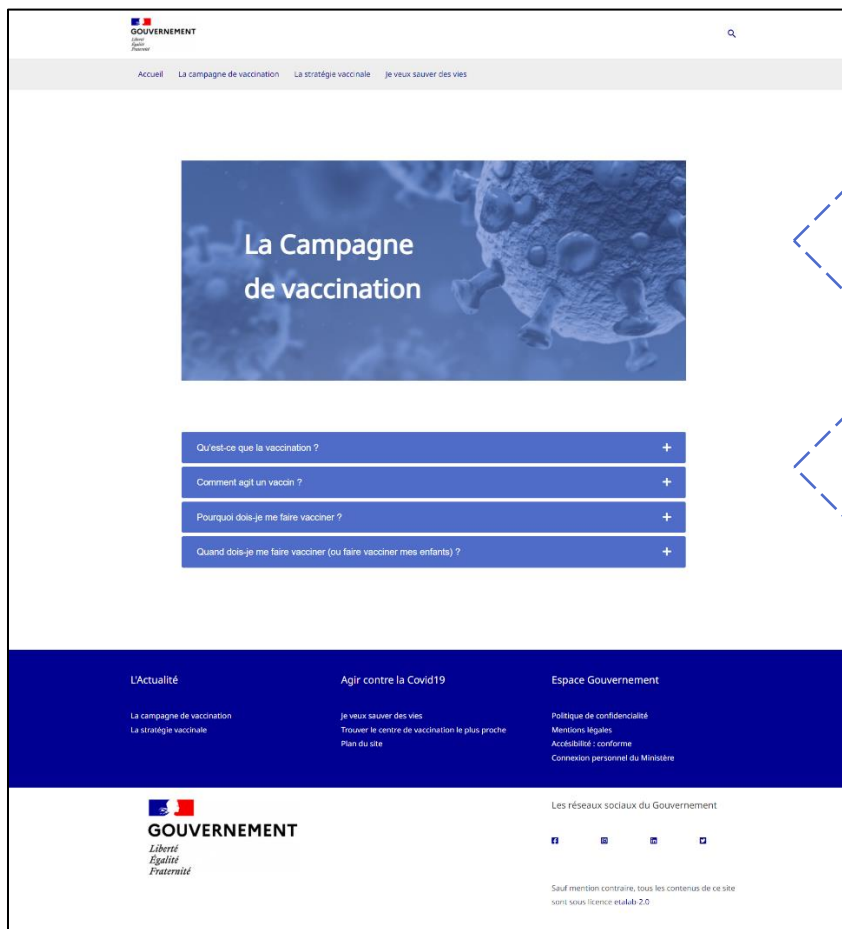 GOUVERNEMENT
Liberté
Égalité
Fraternité
Accueil La campagne de vaccination La stratégie vaccinale Je veux sauver des vies
La Campagne
de vaccination
Qu'est-ce que la vaccination ?
Comment agit un vaccin ?
Pourquoi dois-je me faire vacciner ?
Quand dois-je me faire vacciner (ou faire vacciner mes enfants) ?
L'Actualité
La campagne de vaccination
La stratégie vaccinale
Agir contre la Covid19
Je veux sauver des vies
Trouver le centre de vaccination le plus proche
Plan du site
Espace Gouvernement
Politique de confidencialité
Mentions légales
Accésibilité : conforme
Connexion personnel du Ministère
GOUVERNEMENT
Liberté
Égalité
Fraternité
Les réseaux sociaux du Gouvernement
Sauf mention contraire, tous les contenus de ce site
sont sous licence etalab-2.0